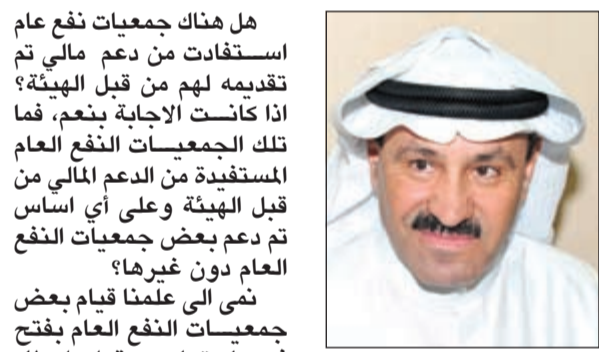 هل هناك جمعيات نفع عام
استفادت من دعم مالي تم
تقديمه لهم من قبل الهيئة؟
اذا كانت الاجابة بنعم، فما
تلك الجمعيات النفع العام
المستفيدة من الدعم المالي من
قبل الهيئة وعلى أي اساس
تم دعم بعض جمعيات النفع
العام دون غيرها؟
نمى الى علمنا قيام بعض
جمعيات النفع العام بفتح